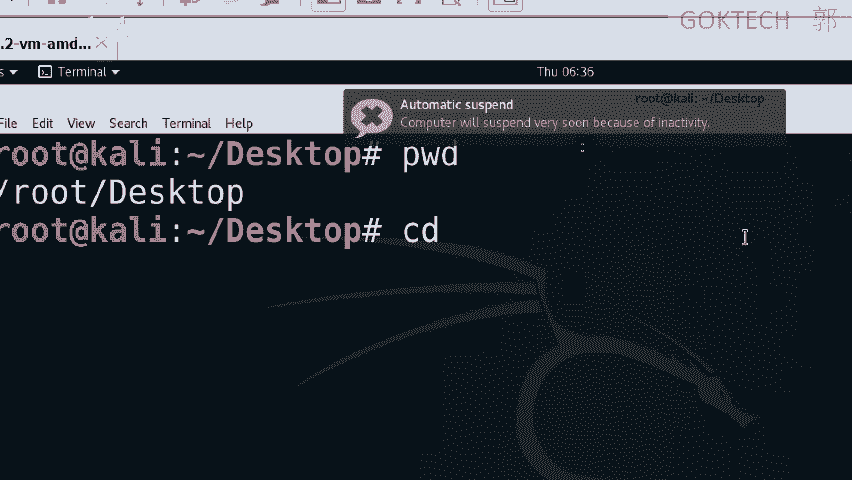 GOKTECH 郭
.2-vm-amd...
s Terminal Thu 06:36
root@kali: ~/Desktop
Automatic suspend
Computer will suspend very soon because of inactivity.
File Edit View Search Terminal Help
root@kali:~/Desktop# pwd
/root/Desktop
root@kali:~/Desktop# cd